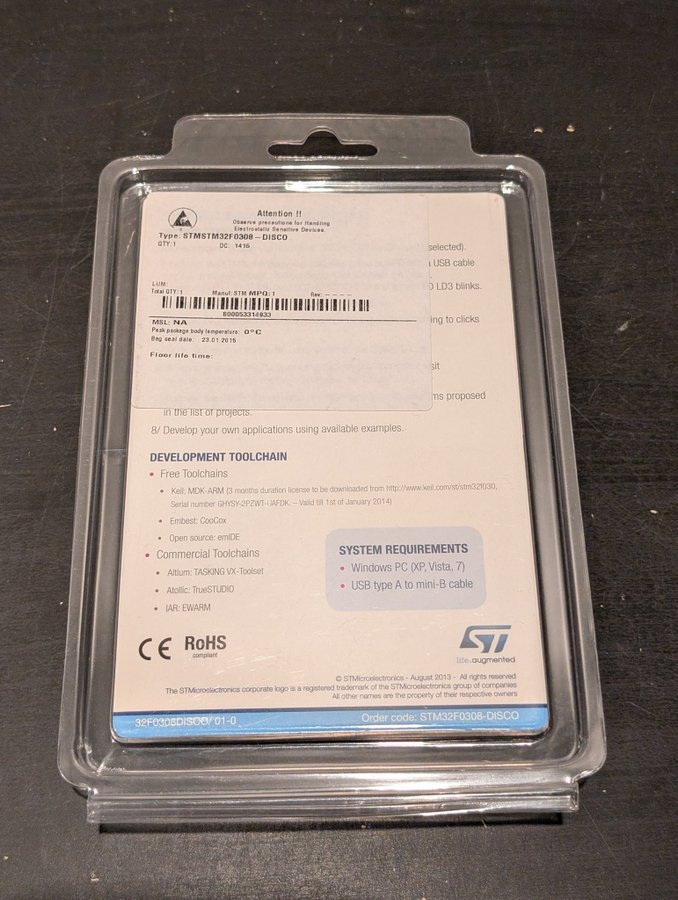 Attention !!
Observe precautions for Handling
Electrostatic Sensitive Devices.
Type: STMSTM32F0308-DISCO
QTY:1 DC: 1415
LUM:
Total QTY:1 Manuf: STM MPQ: 1 Rev: - - - -
600053314933
MSL: NA
Peak package body temperature: 0°C
Bag seal date: 23.01.2015
Floor life time:
selected).
USB cable
LD3 blinks.
ing to clicks
sit
ms proposed
in the list of projects.
8/ Develop your own applications using available examples.
DEVELOPMENT TOOLCHAIN
• Free Toolchains
• Keil: MDK-ARM (3 months duration license to be downloaded from http://www.keil.com/st/stm32f030,
Serial number GHYSY-2PZWT-UAFDK. – Valid till 1st of January 2014)
• Embest: CooCox
• Open source: emIDE
• Commercial Toolchains
• Altium: TASKING VX-Toolset
• Atollic: TrueSTUDIO
• IAR: EWARM
SYSTEM REQUIREMENTS
• Windows PC (XP, Vista, 7)
• USB type A to mini-B cable
CE RoHS
compliant
ST
life.augmented
© STMicroelectronics - August 2013 - All rights reserved
The STMicroelectronics corporate logo is a registered trademark of the STMicroelectronics group of companies
All other names are the property of their respective owners
32F0308DISCO/ 01-0 Order code: STM32F0308-DISCO